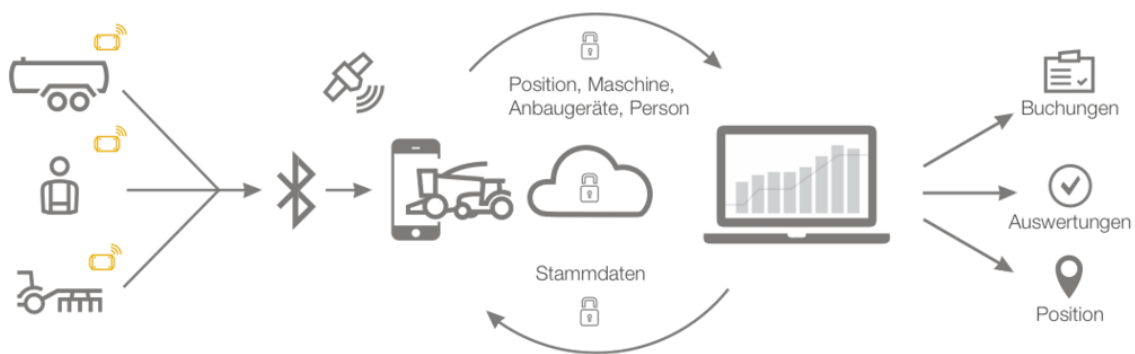 Position, Maschine,
Anbaugeräte, Person
Stammdaten
Buchungen
Auswertungen
Position